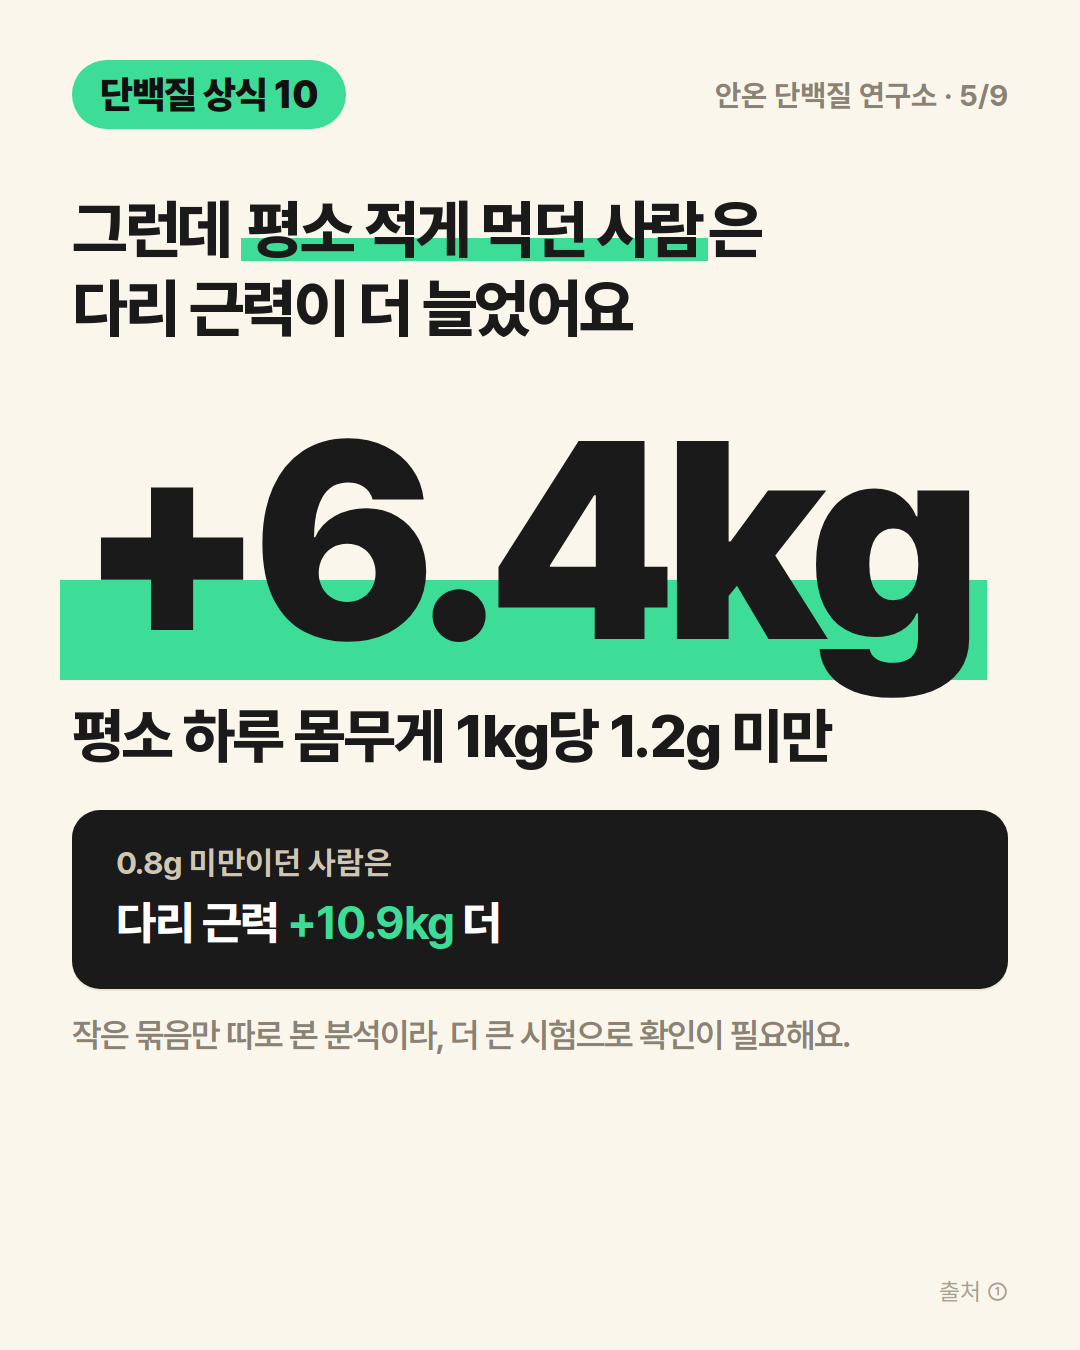 단백질 상식 10
안온 단백질 연구소 · 5/9
그런데 평소 적게 먹던 사람은
다리 근력이 더 늘었어요
+6.4kg
평소 하루 몸무게 1kg당 1.2g 미만
0.8g 미만이던 사람은
다리 근력 +10.9kg 더
작은 묶음만 따로 본 분석이라, 더 큰 시험으로 확인이 필요해요.
출처 ①